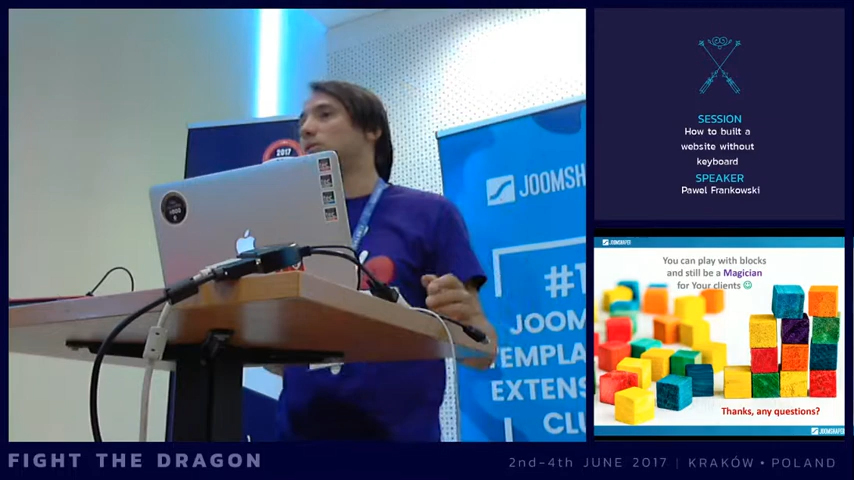 2017
JOOMSH
#1
JOOM
TEMPLA
EXTENS
CLU
SESSION
How to built a
website without
keyboard
SPEAKER
Pawel Frankowski
JOOMSHAPER
You can play with blocks
and still be a Magician
for Your clients ☺
Thanks, any questions?
JOOMSHAPER
FIGHT THE DRAGON
2nd-4th JUNE 2017 | KRAKÓW • POLAND